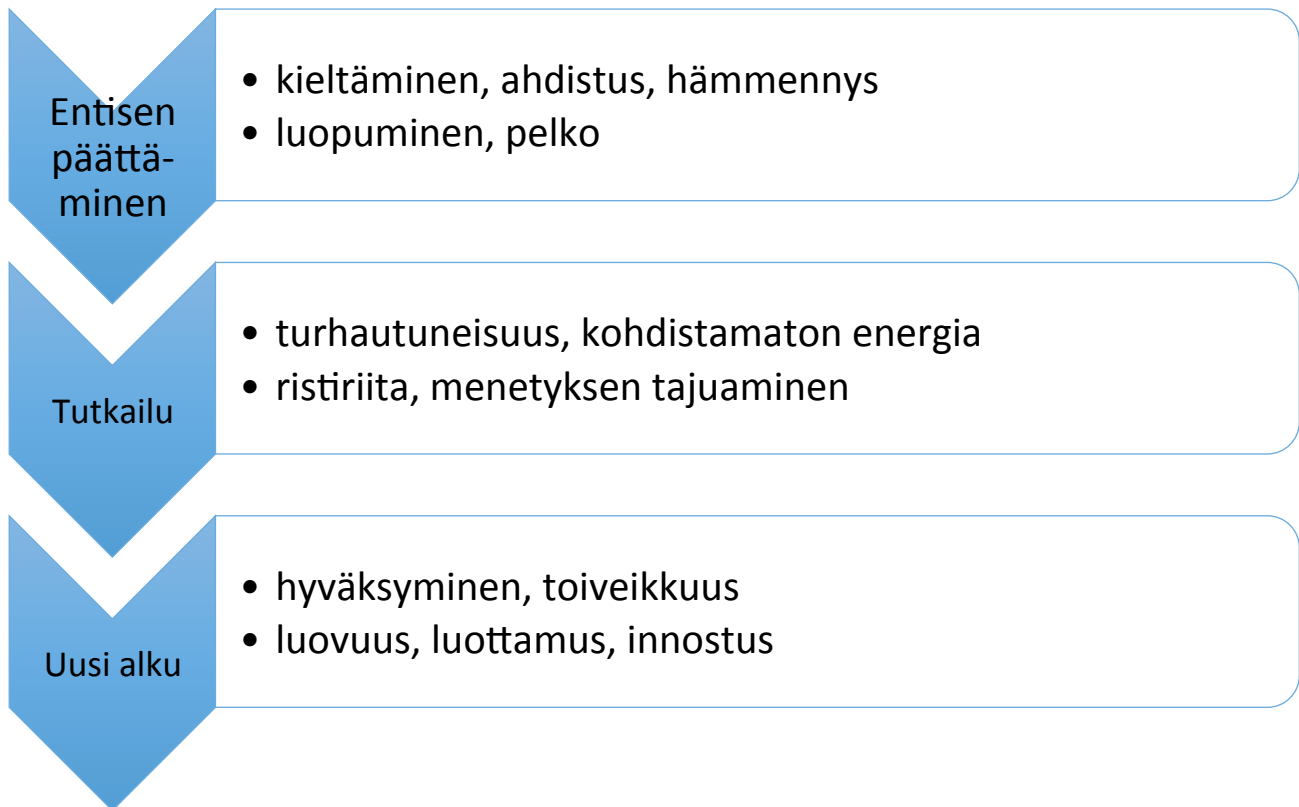 Entisen
päättä-
minen
• kieltäminen, ahdistus, hämmennys
• luopuminen, pelko
Tutkailu
• turhautuneisuus, kohdistamaton energia
• ristiriita, menetyksen tajuaminen
Uusi alku
• hyväksyminen, toiveikkuus
• luovuus, luottamus, innostus